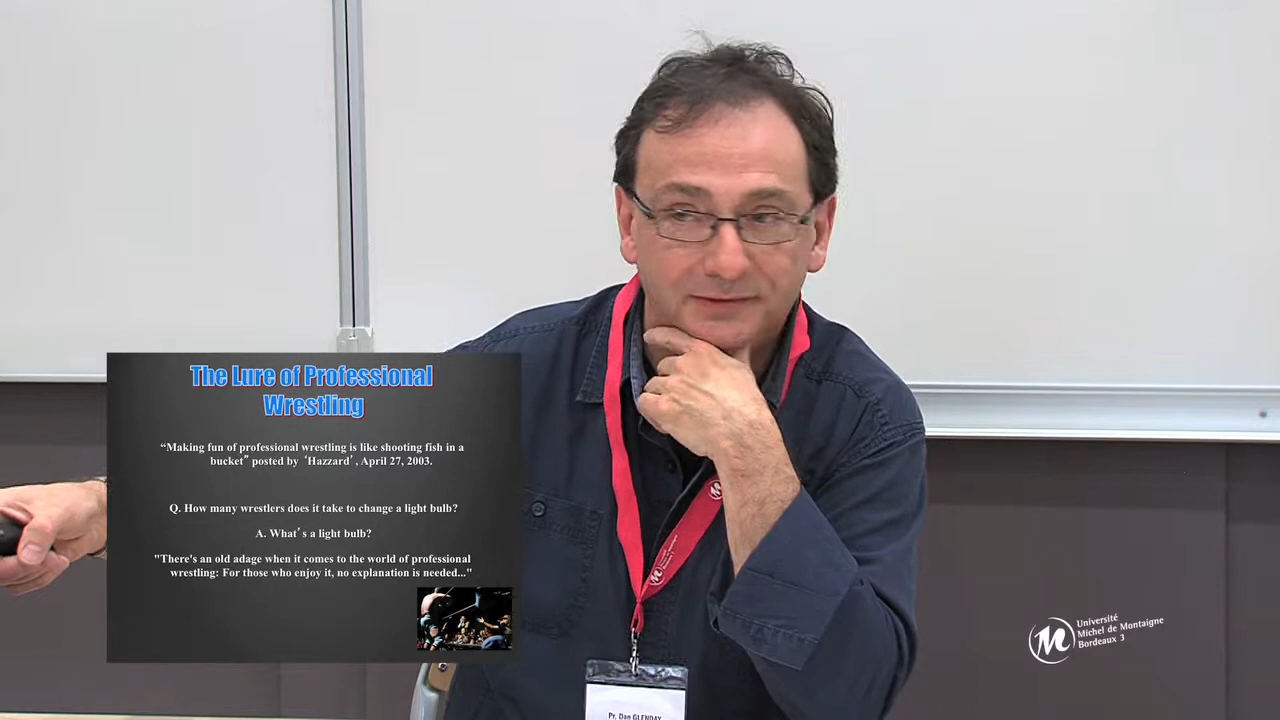 The Lure of Professional
Wrestling
“Making fun of professional wrestling is like shooting fish in a
bucket” posted by ‘Hazzard’, April 27, 2003.
Q. How many wrestlers does it take to change a light bulb?
A. What’s a light bulb?
"There's an old adage when it comes to the world of professional
wrestling: For those who enjoy it, no explanation is needed..."
Université
Michel de Montaigne
Bordeaux 3
Pr. Dan GLENDAY